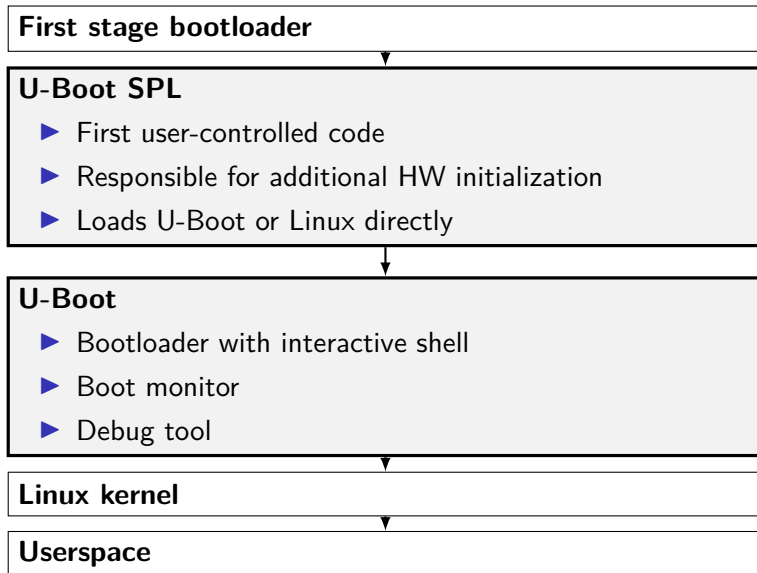 First stage bootloader
U-Boot SPL
▶ First user-controlled code
▶ Responsible for additional HW initialization
▶ Loads U-Boot or Linux directly
U-Boot
▶ Bootloader with interactive shell
▶ Boot monitor
▶ Debug tool
Linux kernel
Userspace